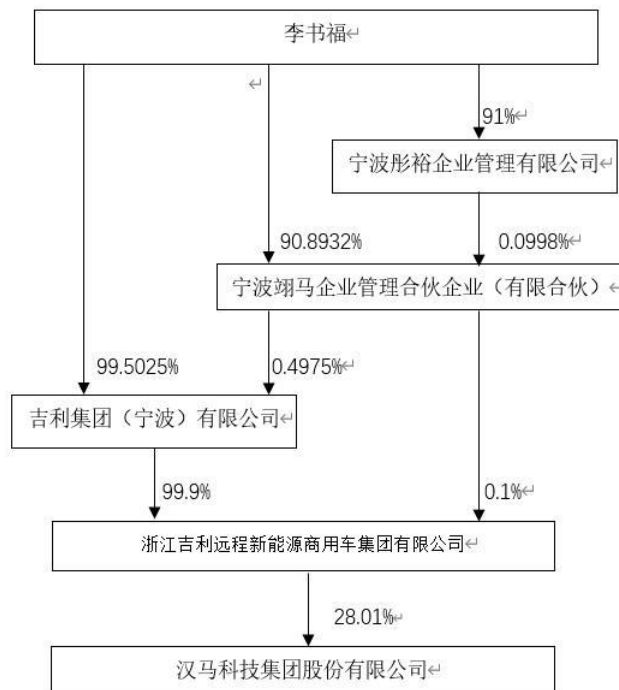 李书福
91%
宁波彤裕企业管理有限公司
90.8932%
0.0998%
宁波翊马企业管理合伙企业（有限合伙）
99.5025%
0.4975%
吉利集团（宁波）有限公司
99.9%
0.1%
浙江吉利远程新能源商用车集团有限公司
28.01%
汉马科技集团股份有限公司